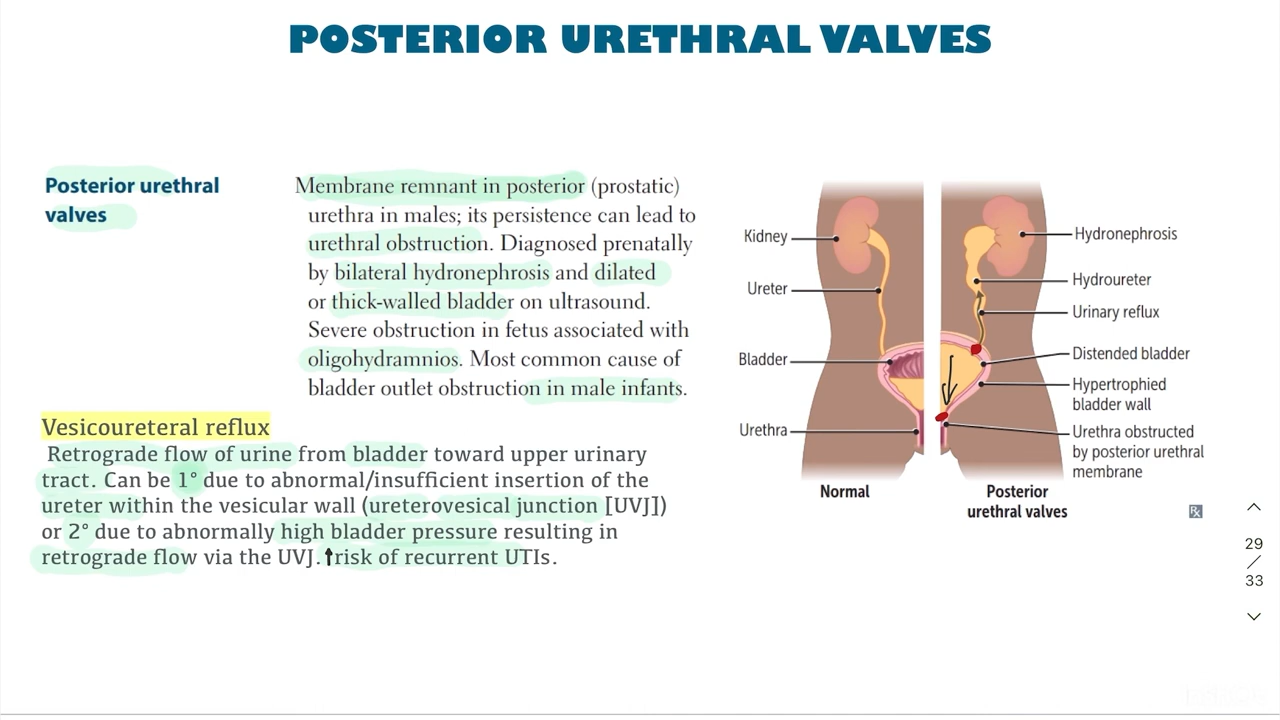 POSTERIOR URETHRAL VALVES
Posterior urethral
valves
Membrane remnant in posterior (prostatic)
urethra in males; its persistence can lead to
urethral obstruction. Diagnosed prenatally
by bilateral hydronephrosis and dilated
or thick-walled bladder on ultrasound.
Severe obstruction in fetus associated with
oligohydramnios. Most common cause of
bladder outlet obstruction in male infants.
Vesicoureteral reflux
Retrograde flow of urine from bladder toward upper urinary
tract. Can be 1° due to abnormal/insufficient insertion of the
ureter within the vesicular wall (ureterovesical junction [UVJ])
or 2° due to abnormally high bladder pressure resulting in
retrograde flow via the UVJ. ↑risk of recurrent UTIs.
Kidney
Ureter
Bladder
Urethra
Normal
Hydronephrosis
Hydroureter
Urinary reflux
Distended bladder
Hypertrophied
bladder wall
Urethra obstructed
by posterior urethral
membrane
Posterior
urethral valves
Rx
29
/
33